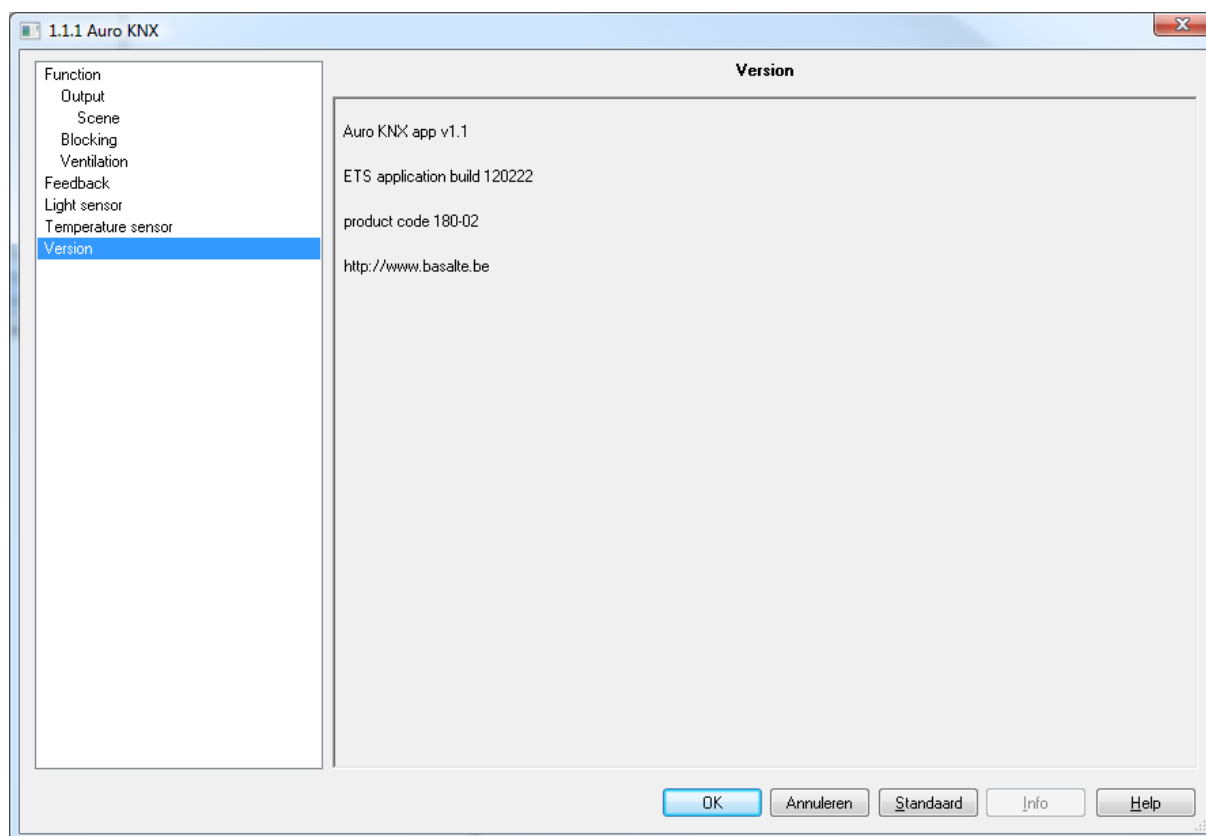 1.1.1 Auro KNX
Function
Output
Scene
Blocking
Ventilation
Feedback
Light sensor
Temperature sensor
Version
Version
Auro KNX app v1.1
ETS application build 120222
product code 180-02
http://www.basalte.be
OK
Annuleren
Standaard
Info
Help